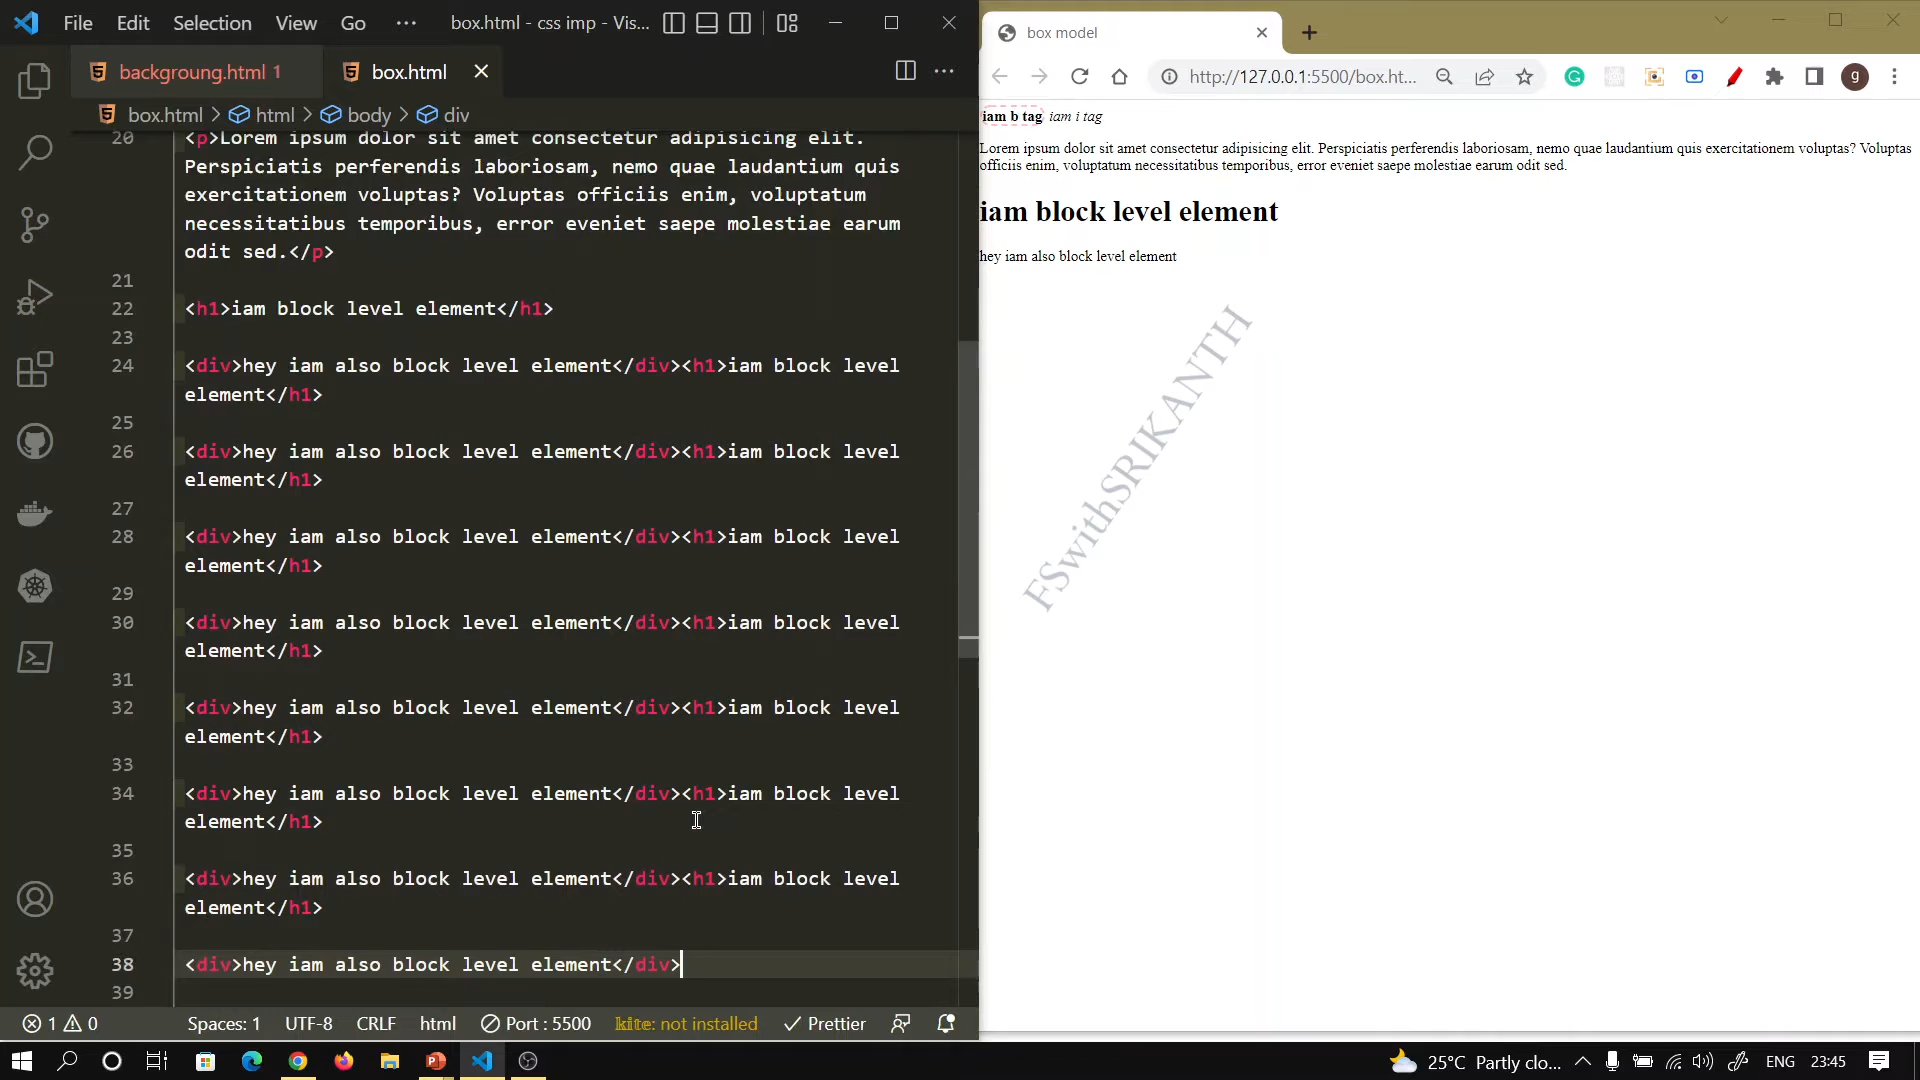 File Edit Selection View Go ··· box.html - css imp - Vis...
backgroung.html 1 box.html
box.html > html > body > div
20 <p>Lorem ipsum dolor sit amet consectetur adipisicing elit.
Perspiciatis perferendis laboriosam, nemo quae laudantium quis
exercitationem voluptas? Voluptas officiis enim, voluptatum
necessitatibus temporibus, error eveniet saepe molestiae earum
odit sed.</p>
21
22 <h1>iam block level element</h1>
23
24 <div>hey iam also block level element</div><h1>iam block level
element</h1>
25
26 <div>hey iam also block level element</div><h1>iam block level
element</h1>
27
28 <div>hey iam also block level element</div><h1>iam block level
element</h1>
29
30 <div>hey iam also block level element</div><h1>iam block level
element</h1>
31
32 <div>hey iam also block level element</div><h1>iam block level
element</h1>
33
34 <div>hey iam also block level element</div><h1>iam block level
element</h1>
35
36 <div>hey iam also block level element</div><h1>iam block level
element</h1>
37
38 <div>hey iam also block level element</div>
39
1 0 Spaces: 1 UTF-8 CRLF html Port : 5500 kite: not installed Prettier
box model
http://127.0.0.1:5500/box.ht...
g
iam b tag iam i tag
Lorem ipsum dolor sit amet consectetur adipisicing elit. Perspiciatis perferendis laboriosam, nemo quae laudantium quis exercitationem voluptas? Voluptas
officiis enim, voluptatum necessitatibus temporibus, error eveniet saepe molestiae earum odit sed.
iam block level element
hey iam also block level element
FSwithSRIKANTH
25°C Partly clo... ENG 23:45